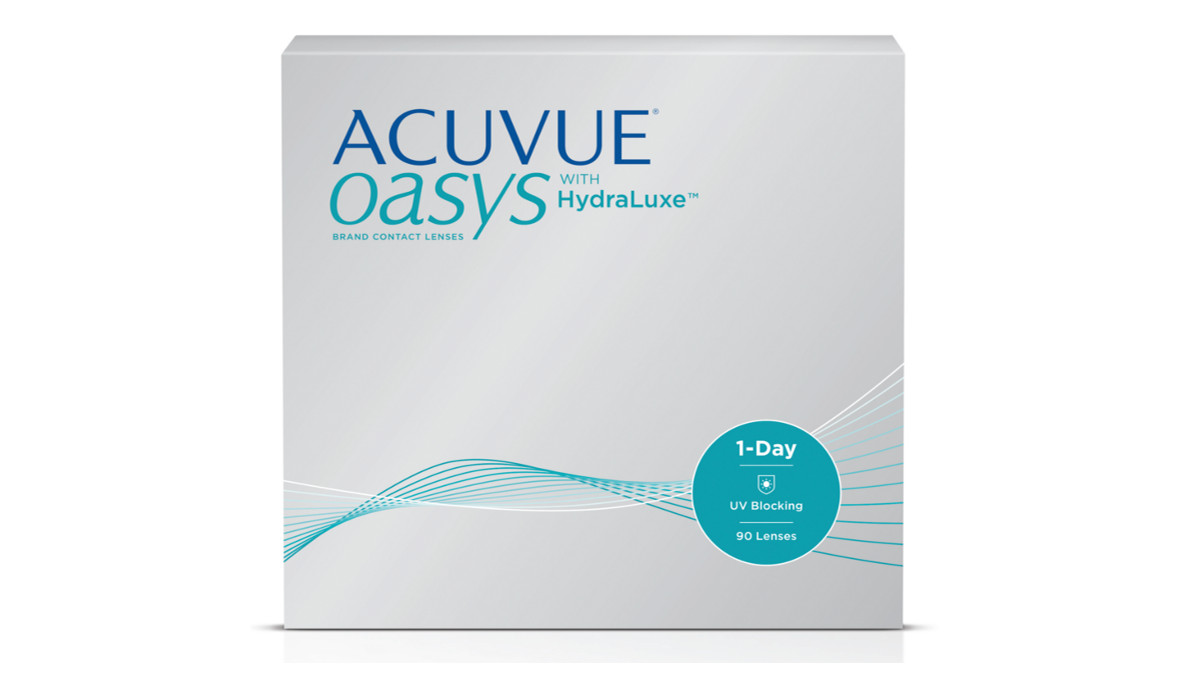 ACUVUE®
oasys WITH HydraLuxe™
BRAND CONTACT LENSES
1-Day
UV Blocking
90 Lenses